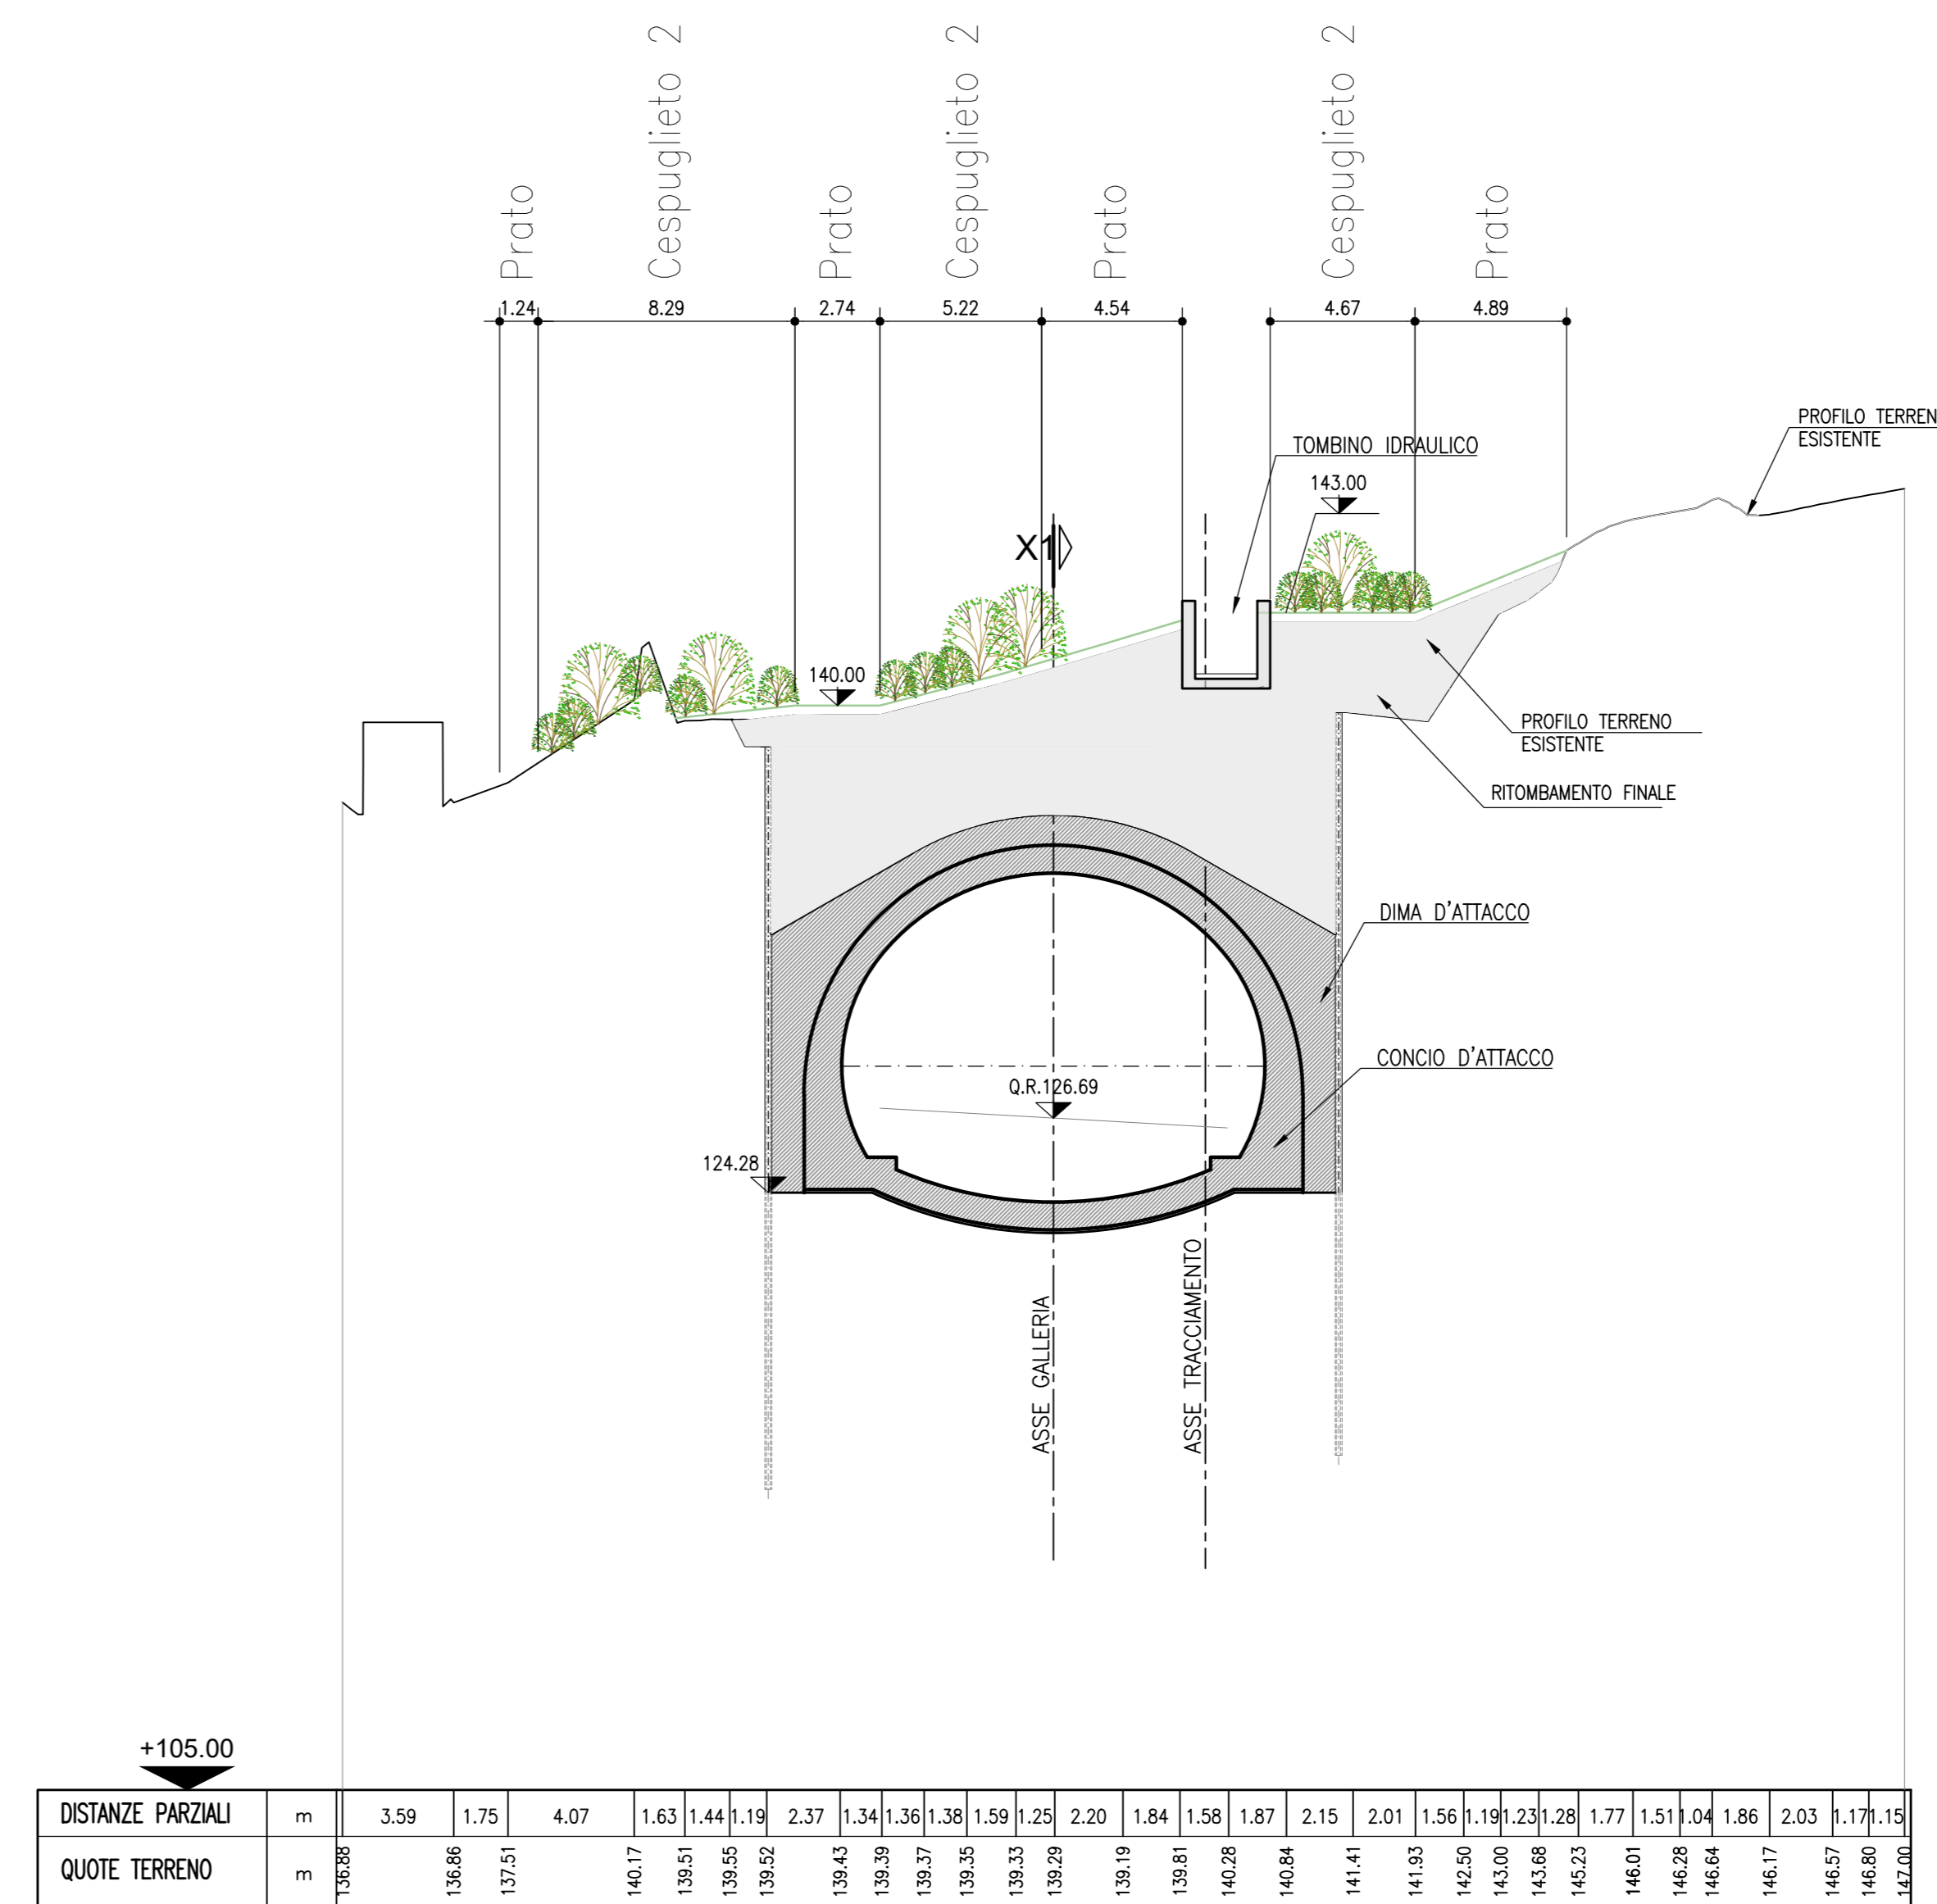 Prato
Cespuglieto 2
Prato
Cespuglieto 2
Prato
Cespuglieto 2
Prato
1.24
8.29
2.74
5.22
4.54
4.67
4.89
PROFILO TERREN
ESISTENTE
TOMBINO IDRAULICO
143.00
X1
140.00
PROFILO TERRENO
ESISTENTE
RITOMBAMENTO FINALE
DIMA D'ATTACCO
CONCIO D'ATTACCO
Q.R.126.69
124.28
ASSE GALLERIA
ASSE TRACCIAMENTO
+105.00
DISTANZE PARZIALI m 3.59 1.75 4.07 1.63 1.44 1.19 2.37 1.34 1.36 1.38 1.59 1.25 2.20 1.84 1.58 1.87 2.15 2.01 1.56 1.19 1.23 1.28 1.77 1.51 1.04 1.86 2.03 1.17 1.15
QUOTE TERRENO m 136.88 136.86 137.51 140.17 139.51 139.55 139.52 139.43 139.39 139.37 139.35 139.33 139.29 139.19 139.81 140.28 140.84 141.41 141.93 142.50 143.00 143.68 145.23 146.01 146.28 146.64 146.17 146.57 146.80 147.00